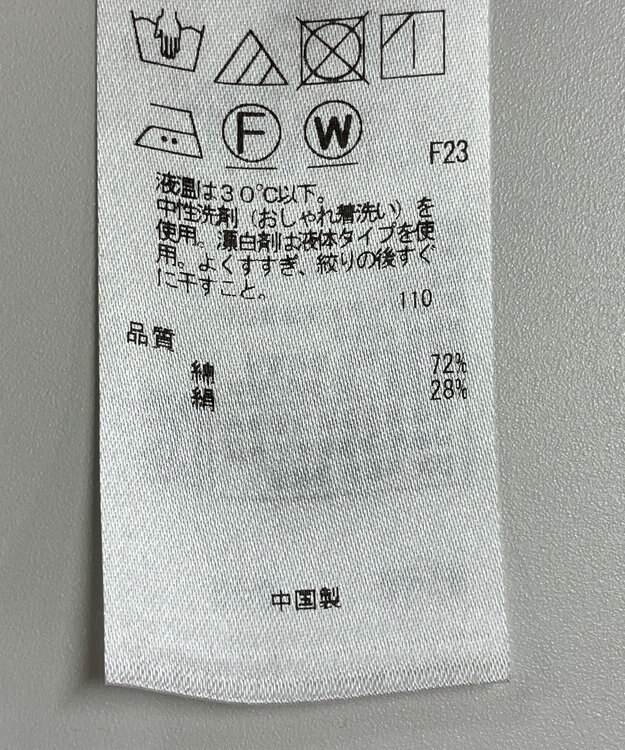 F W F23
液温は３０℃以下。
中性洗剤（おしゃれ着洗い）を
使用。漂白剤は液体タイプを使
用。よくすすぎ、絞りの後すぐ
に干すこと。
110
品質
綿 72%
絹 28%
中国製